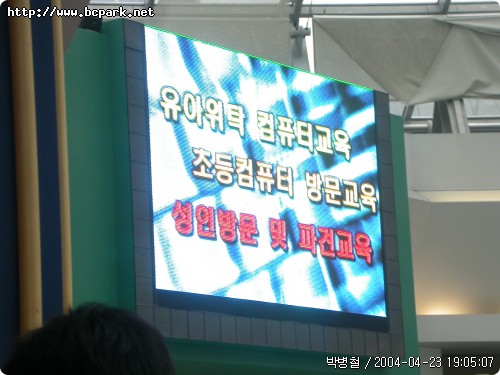 http://www.bcpark.net
유아위탁 컴퓨터교육
초등컴퓨터 방문교육
성인방문 및 파견교육
박병철 / 2004-04-23 19:05:07